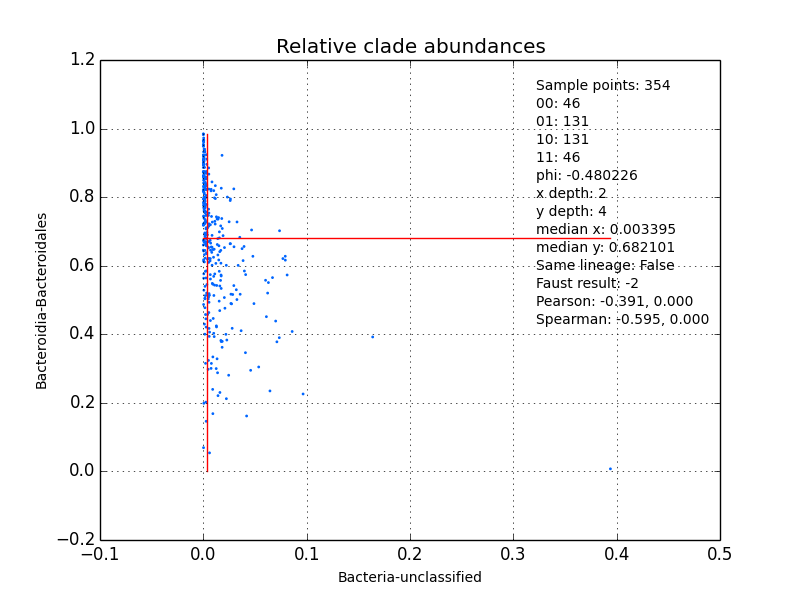 Relative clade abundances
1.2
1.0
0.8
0.6
0.4
0.2
0.0
−0.2
Bacteroidia-Bacteroidales
Sample points: 354
00: 46
01: 131
10: 131
11: 46
phi: -0.480226
x depth: 2
y depth: 4
median x: 0.003395
median y: 0.682101
Same lineage: False
Faust result: -2
Pearson: -0.391, 0.000
Spearman: -0.595, 0.000
−0.1 0.0 0.1 0.2 0.3 0.4 0.5
Bacteria-unclassified